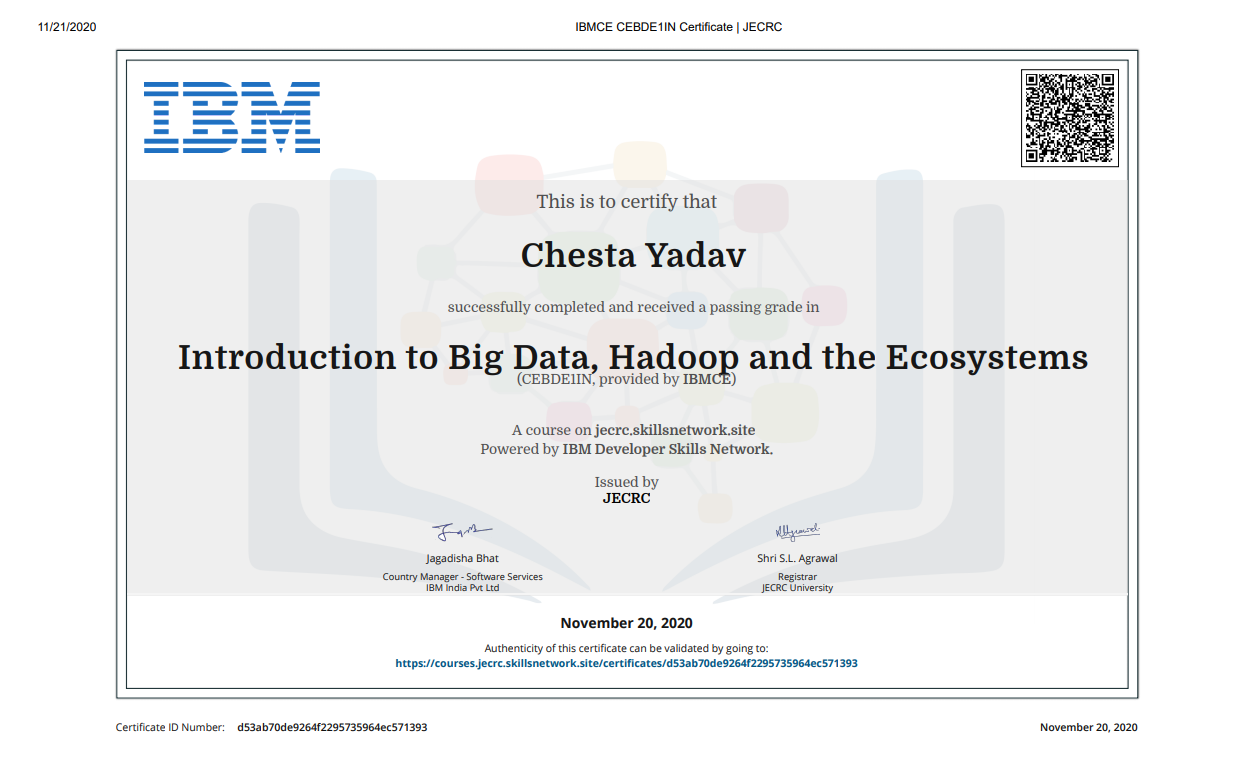 11/21/2020
IBMCE CEBDE1IN Certificate | JECRC
IBM
This is to certify that
Chesta Yadav
successfully completed and received a passing grade in
Introduction to Big Data, Hadoop and the Ecosystems
(CEBDE1IN, provided by IBMCE)
A course on jecrc.skillsnetwork.site
Powered by IBM Developer Skills Network.
Issued by
JECRC
Jagadisha Bhat
Country Manager - Software Services
IBM India Pvt Ltd
Shri S.L. Agrawal
Registrar
JECRC University
November 20, 2020
Authenticity of this certificate can be validated by going to:
https://courses.jecrc.skillsnetwork.site/certificates/d53ab70de9264f2295735964ec571393
Certificate ID Number: d53ab70de9264f2295735964ec571393
November 20, 2020